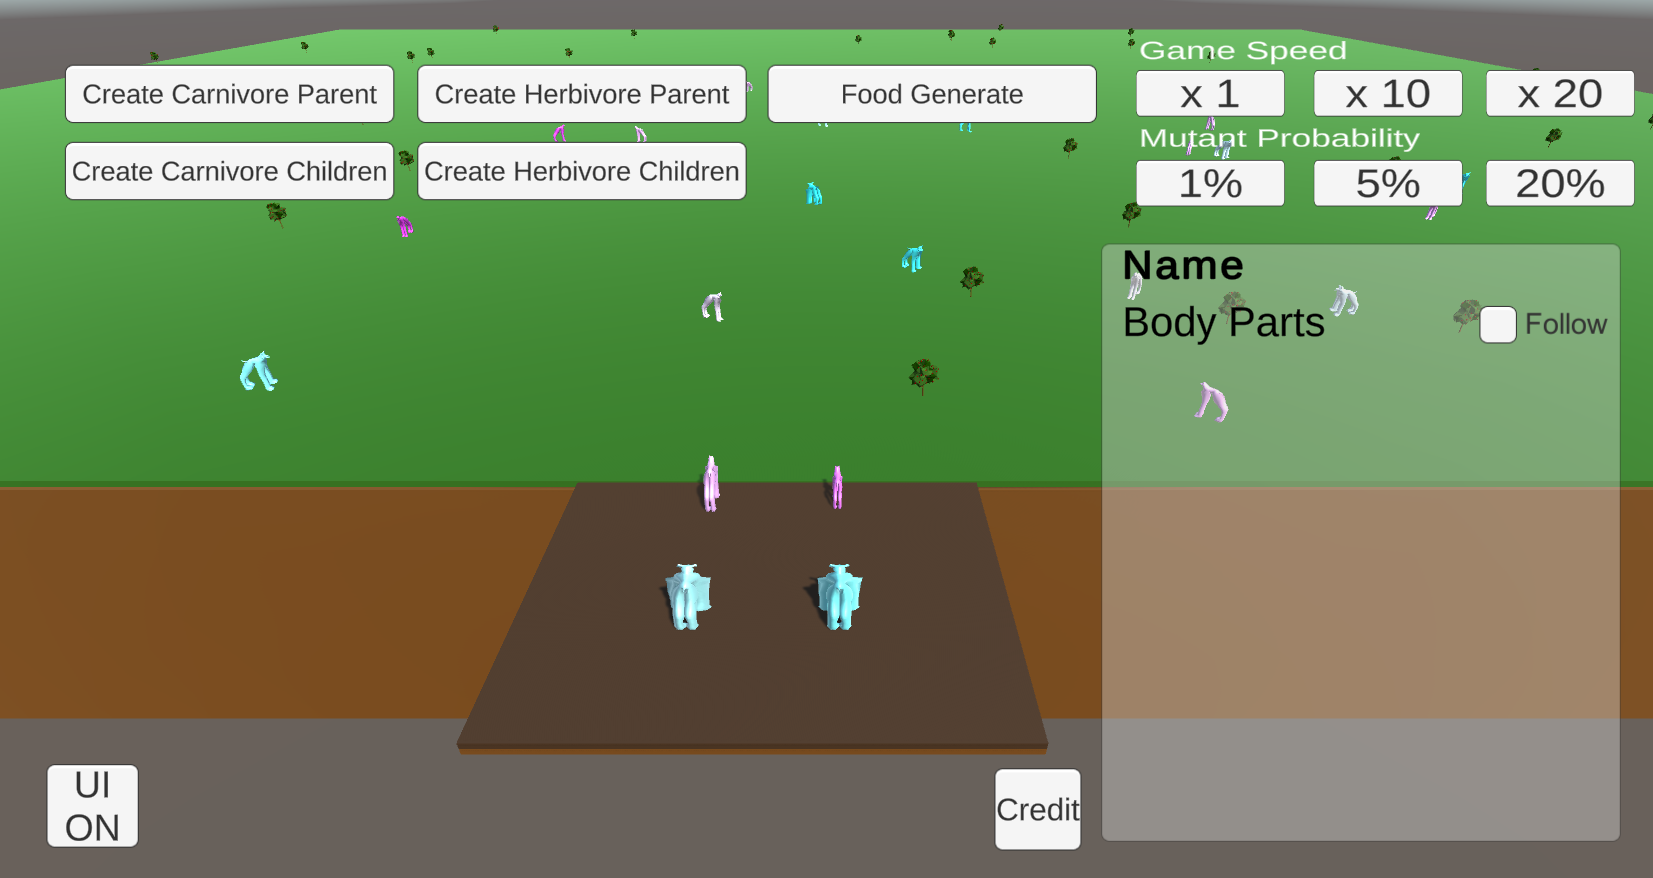 Game Speed
Create Carnivore Parent
Create Herbivore Parent
Food Generate
x 1
x 10
x 20
Mutant Probability
Create Carnivore Children
Create Herbivore Children
1%
5%
20%
Name
Body Parts
Follow
UI
ON
Credit